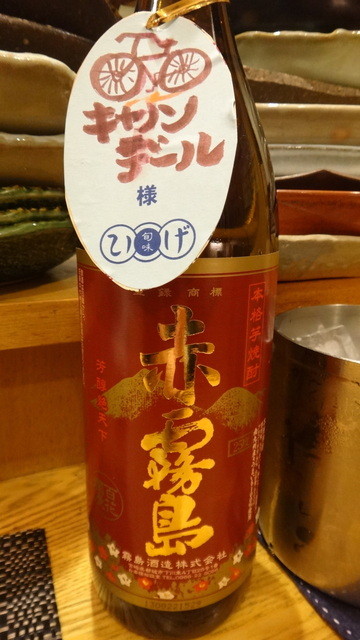 キャノン
デール
様
ひげ
旬味
登録商標
本格芋焼酎
赤霧島
霧島酒造株式会社